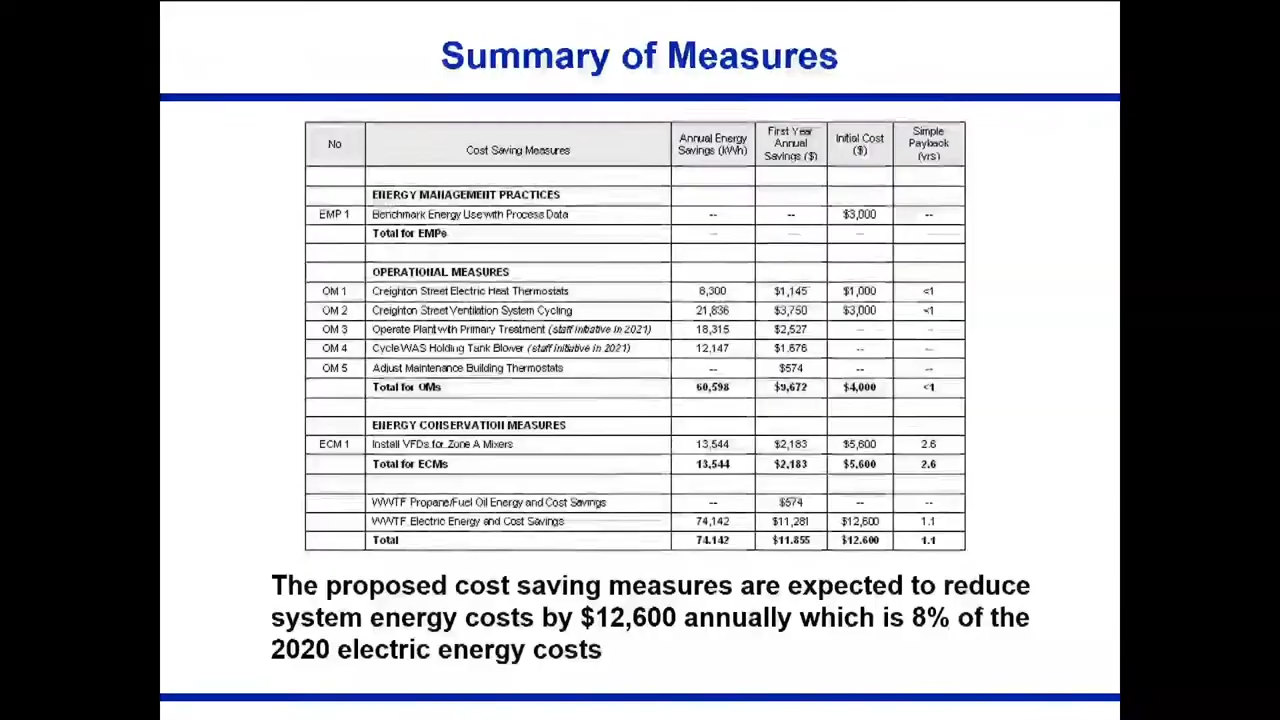 Summary of Measures
No Cost Saving Measures Annual Energy Savings (kWh) First Year Annual Savings ($) Initial Cost ($) Simple Payback (yrs)
ENERGY MANAGEMENT PRACTICES
EMP 1 Benchmark Energy Use with Process Data -- -- $3,000 --
Total for EMPs -- -- -- --
OPERATIONAL MEASURES
OM 1 Creighton Street Electric Heat Thermostats 8,300 $1,145 $1,000 <1
OM 2 Creighton Street Ventilation System Cycling 21,836 $3,750 $3,000 <1
OM 3 Operate Plant with Primary Treatment (staff initiative in 2021) 18,315 $2,527 -- --
OM 4 Cycle WAS Holding Tank Blower (staff initiative in 2021) 12,147 $1,676 -- --
OM 5 Adjust Maintenance Building Thermostats -- $574 -- --
Total for OMs 60,598 $9,672 $4,000 <1
ENERGY CONSERVATION MEASURES
ECM 1 Install VFDs for Zone A Mixers 13,544 $2,183 $5,600 2.6
Total for ECMs 13,544 $2,183 $5,600 2.6
WWTF Propane/Fuel Oil Energy and Cost Savings -- $574 -- --
WWTF Electric Energy and Cost Savings 74,142 $11,281 $12,600 1.1
Total 74,142 $11,855 $12,600 1.1
The proposed cost saving measures are expected to reduce
system energy costs by $12,600 annually which is 8% of the
2020 electric energy costs